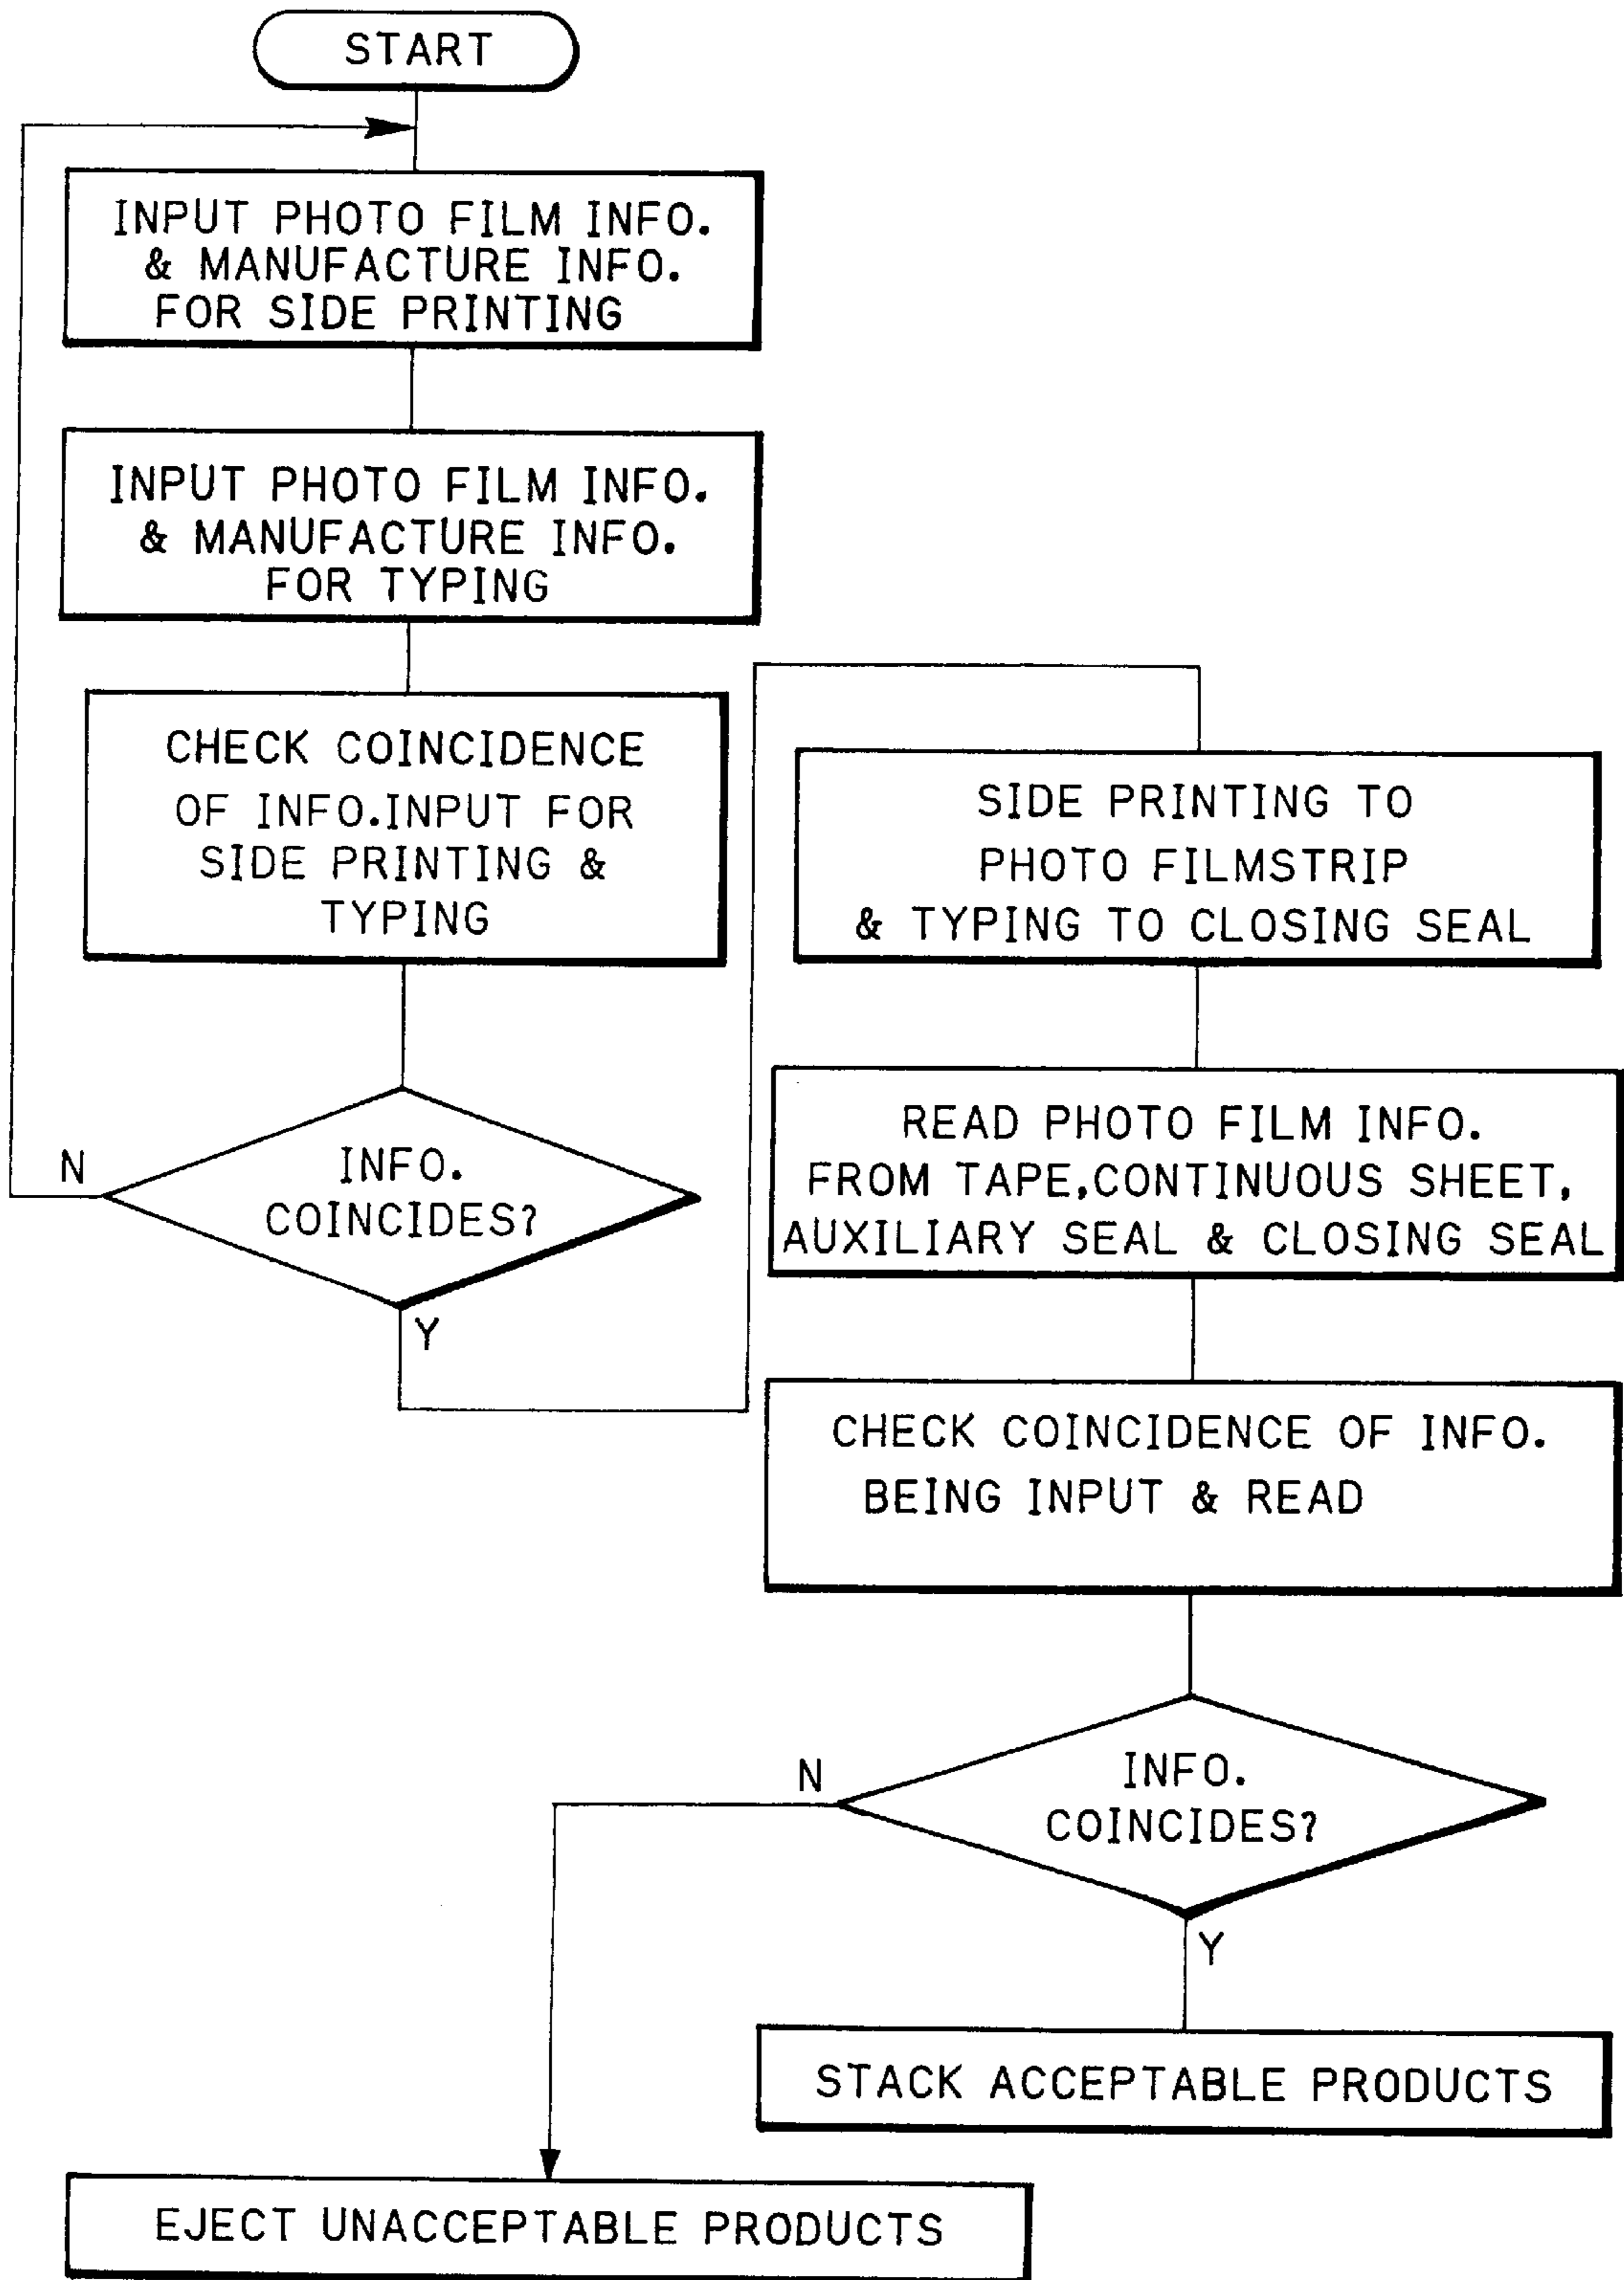 START
INPUT PHOTO FILM INFO.
& MANUFACTURE INFO.
FOR SIDE PRINTING
INPUT PHOTO FILM INFO.
& MANUFACTURE INFO.
FOR TYPING
CHECK COINCIDENCE
OF INFO.INPUT FOR
SIDE PRINTING &
TYPING
N
INFO.
COINCIDES?
Y
SIDE PRINTING TO
PHOTO FILMSTRIP
& TYPING TO CLOSING SEAL
READ PHOTO FILM INFO.
FROM TAPE,CONTINUOUS SHEET,
AUXILIARY SEAL & CLOSING SEAL
CHECK COINCIDENCE OF INFO.
BEING INPUT & READ
N
INFO.
COINCIDES?
Y
STACK ACCEPTABLE PRODUCTS
EJECT UNACCEPTABLE PRODUCTS